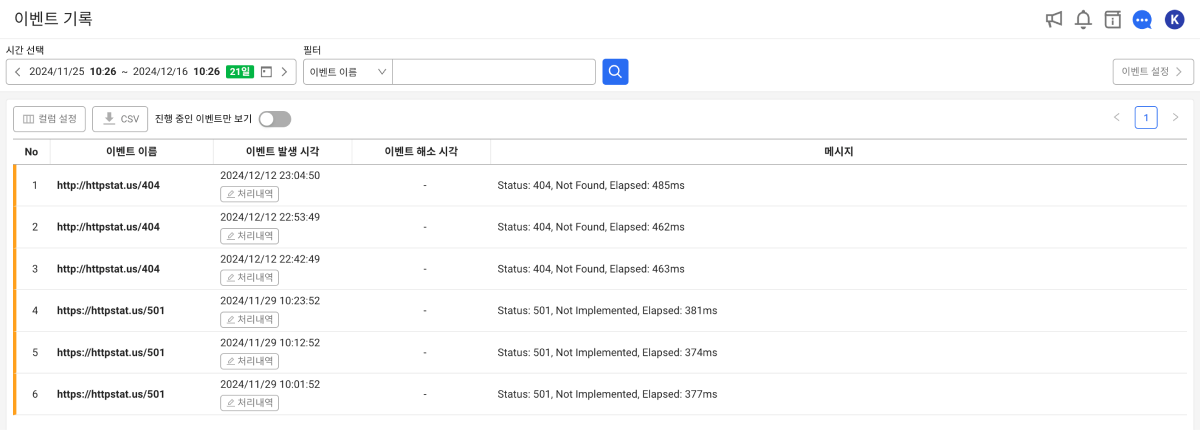 이벤트 기록
K
시간 선택
필터
2024/11/25 10:26 ~ 2024/12/16 10:26 21일
이벤트 이름
이벤트 설정
컬럼 설정
CSV
진행 중인 이벤트만 보기
1
No 이벤트 이름 이벤트 발생 시각 이벤트 해소 시각 메시지
1 http://httpstat.us/404 2024/12/12 23:04:50 - Status: 404, Not Found, Elapsed: 485ms
처리내역
2 http://httpstat.us/404 2024/12/12 22:53:49 - Status: 404, Not Found, Elapsed: 462ms
처리내역
3 http://httpstat.us/404 2024/12/12 22:42:49 - Status: 404, Not Found, Elapsed: 463ms
처리내역
4 https://httpstat.us/501 2024/11/29 10:23:52 - Status: 501, Not Implemented, Elapsed: 381ms
처리내역
5 https://httpstat.us/501 2024/11/29 10:12:52 - Status: 501, Not Implemented, Elapsed: 374ms
처리내역
6 https://httpstat.us/501 2024/11/29 10:01:52 - Status: 501, Not Implemented, Elapsed: 377ms
처리내역